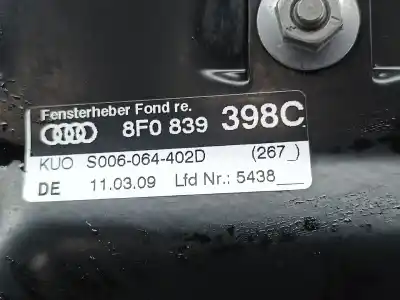 Fensterheber Fond re.
8F0 839 398C
KUO S006-064-402D (267_)
DE 11.03.09 Lfd Nr.: 5438___